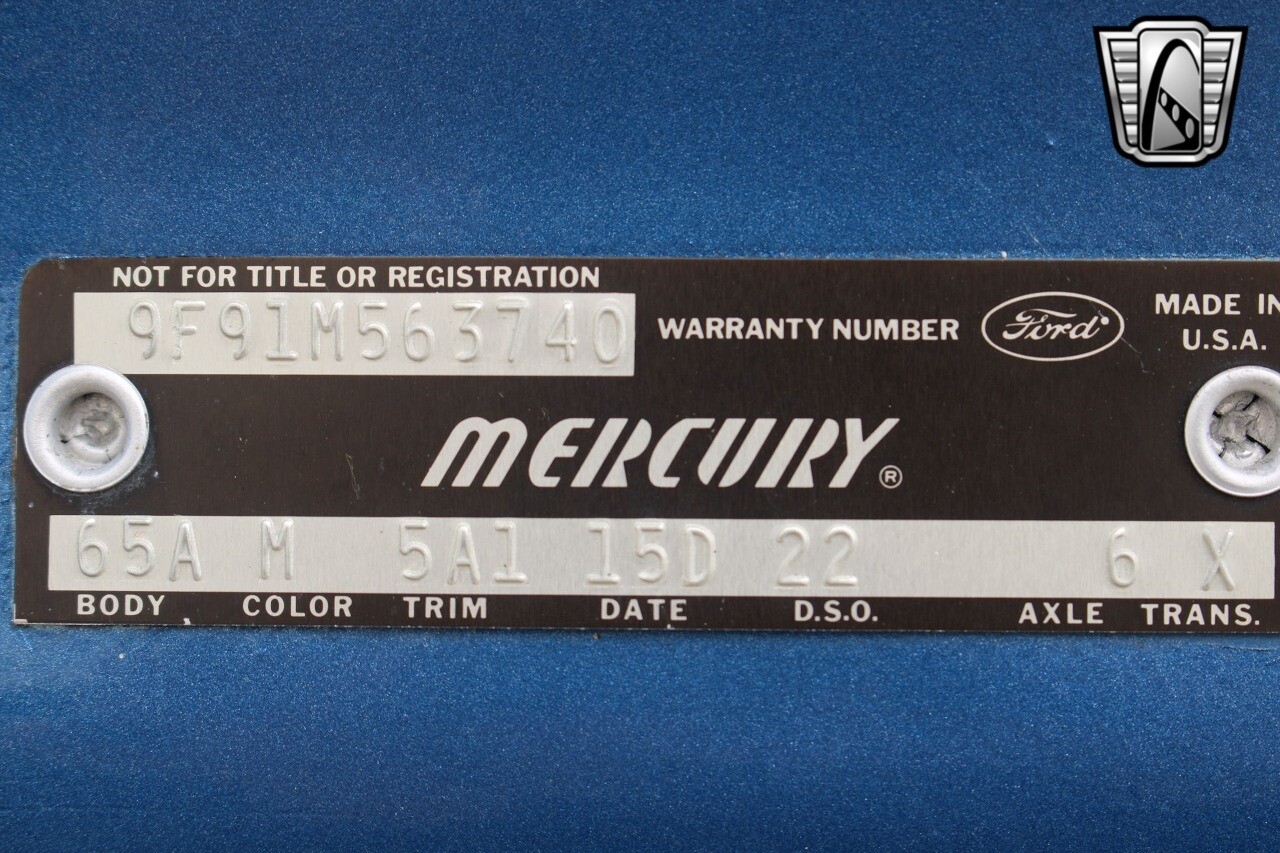 NOT FOR TITLE OR REGISTRATION
9F91M563740
WARRANTY NUMBER
Ford
MADE IN
U.S.A.
MERCURY®
65A M 5A1 15D 22 6 X
BODY COLOR TRIM DATE D.S.O. AXLE TRANS.